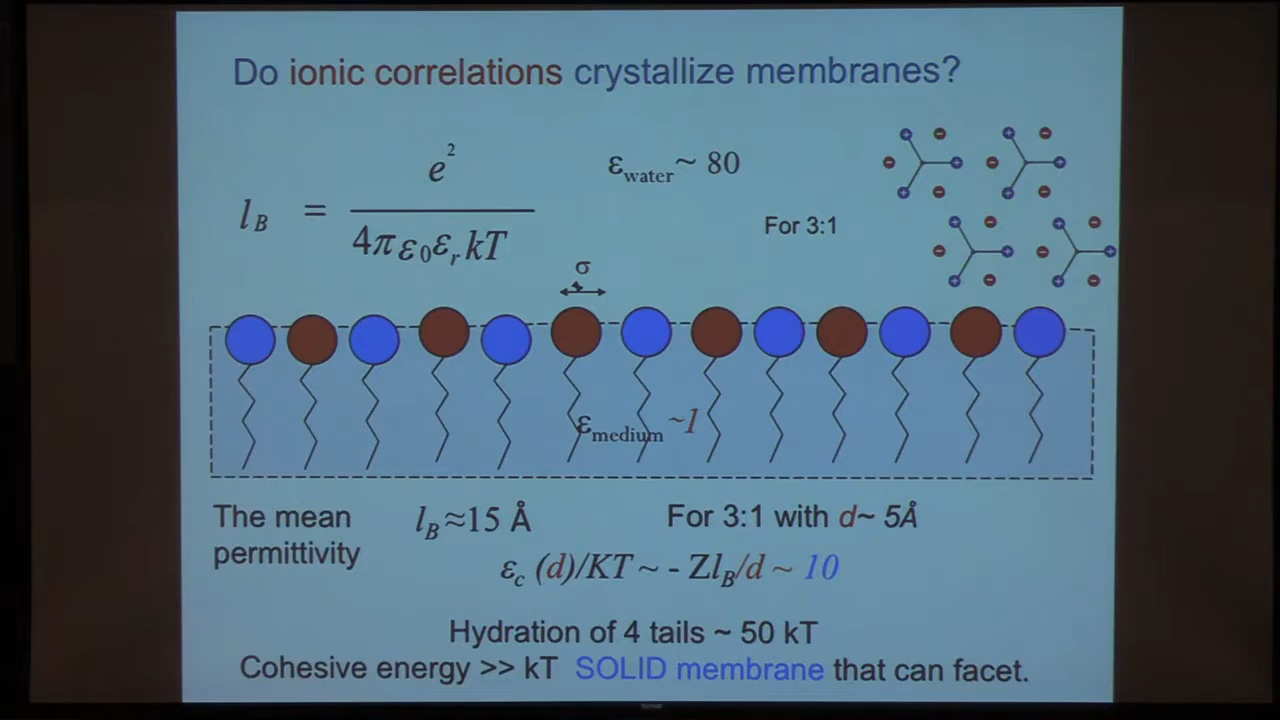 Do ionic correlations crystallize membranes?
l_B = e² / 4πε₀ε_r kT
ε_water ~ 80
For 3:1
σ
ε_medium ~1
The mean permittivity
l_B ≈15 Å
For 3:1 with d~ 5Å
ε_c (d)/KT ~ - Zl_B/d ~ 10
Hydration of 4 tails ~ 50 kT
Cohesive energy >> kT SOLID membrane that can facet.